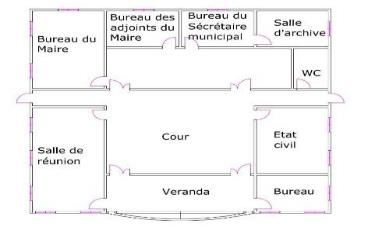 Bureau du
Maire
Bureau des
adjoints du
Maire
Bureau du
Sécrétaire
municipal
Salle
d'archive
WC
Cour
Etat
civil
Salle de
réunion
Veranda
Bureau